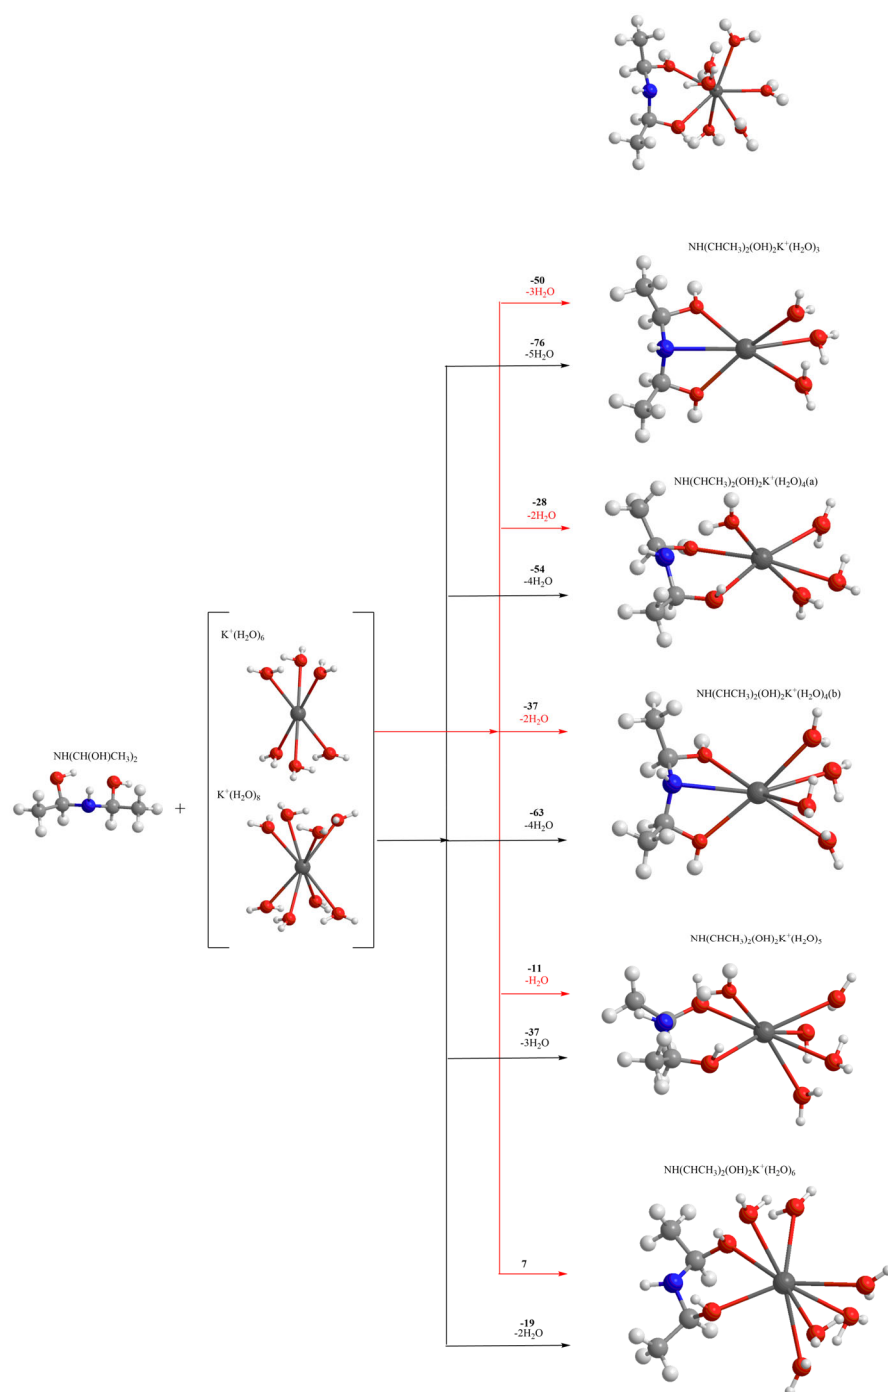 NH(CHCH₃)₂(OH)₂K⁺(H₂O)₃
-50
-3H₂O
-76
-5H₂O
NH(CHCH₃)₂(OH)₂K⁺(H₂O)₄(a)
-28
-2H₂O
-54
-4H₂O
K⁺(H₂O)₆
NH(CHCH₃)₂(OH)₂K⁺(H₂O)₄(b)
-37
-2H₂O
NH(CH(OH)CH₃)₂
+
K⁺(H₂O)₈
-63
-4H₂O
NH(CHCH₃)₂(OH)₂K⁺(H₂O)₅
-11
-H₂O
-37
-3H₂O
NH(CHCH₃)₂(OH)₂K⁺(H₂O)₆
7
-19
-2H₂O